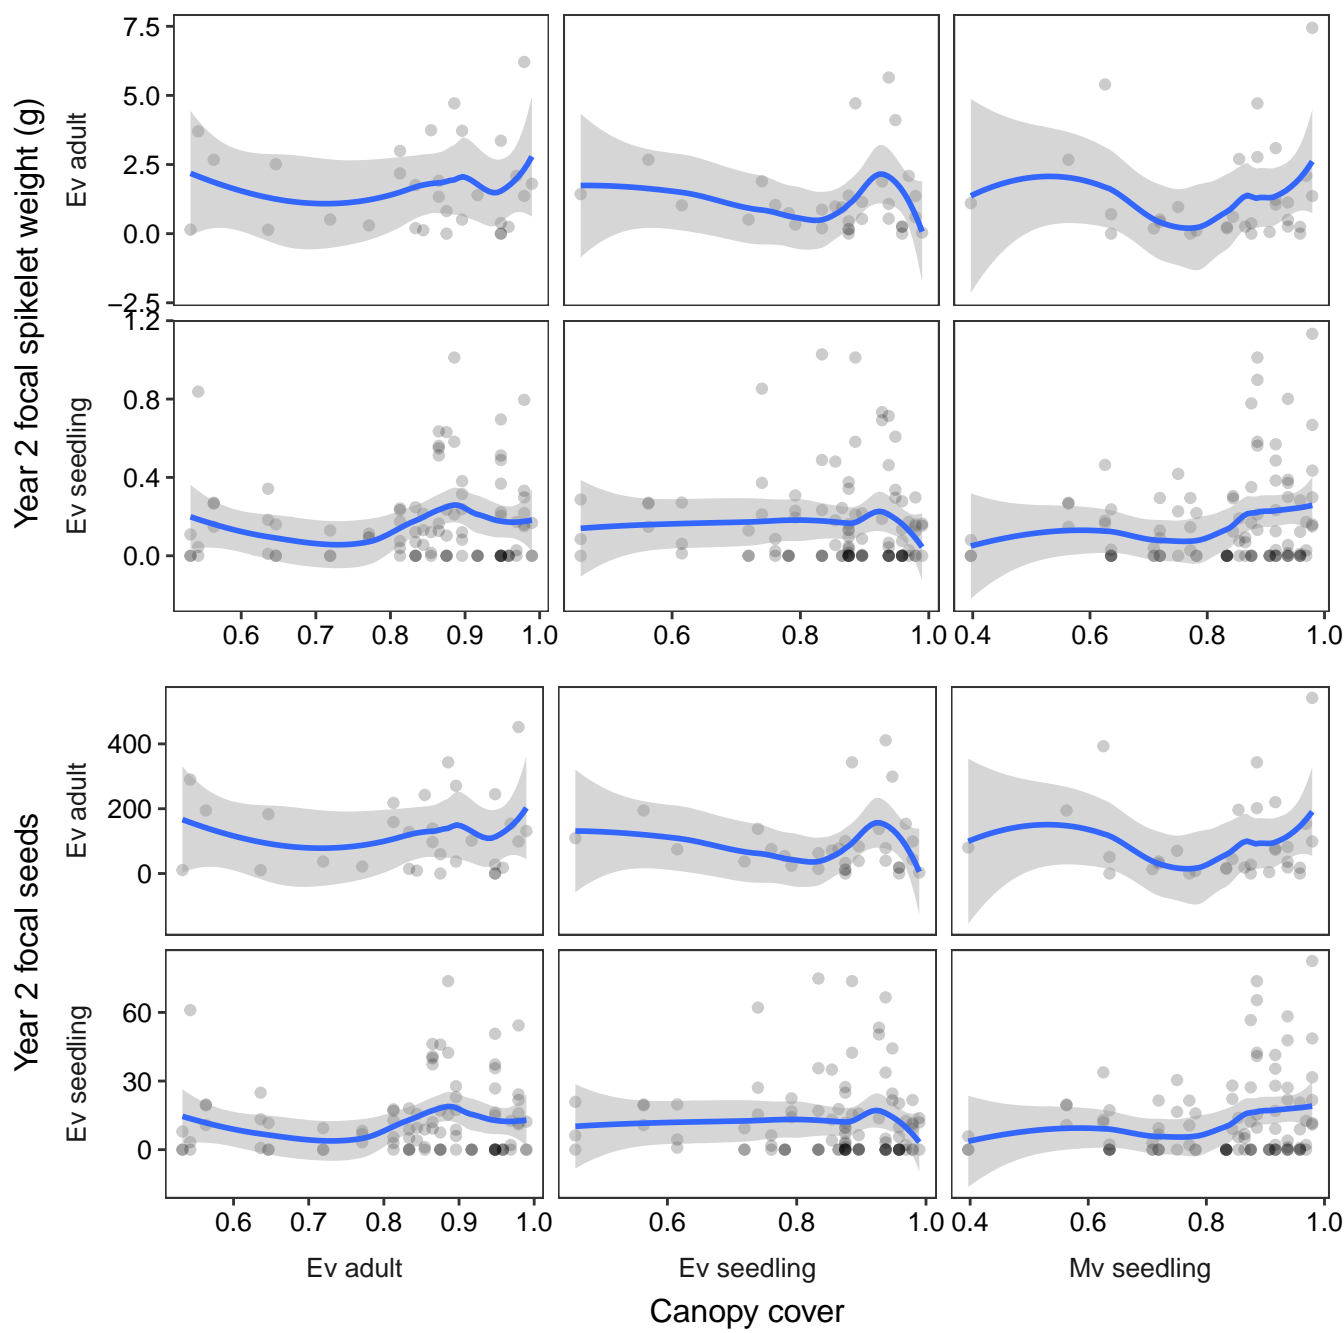 Year 2 focal spikelet weight (g)
Ev adult
7.5
5.0
2.5
0.0
−2.5
Ev seedling
1.2
0.8
0.4
0.0
0.6 0.7 0.8 0.9 1.0
0.6 0.8 1.0
0.4 0.6 0.8 1.0
Year 2 focal seeds
Ev adult
400
200
0
Ev seedling
60
30
0
0.6 0.7 0.8 0.9 1.0
0.6 0.8 1.0
0.4 0.6 0.8 1.0
Ev adult
Ev seedling
Mv seedling
Canopy cover